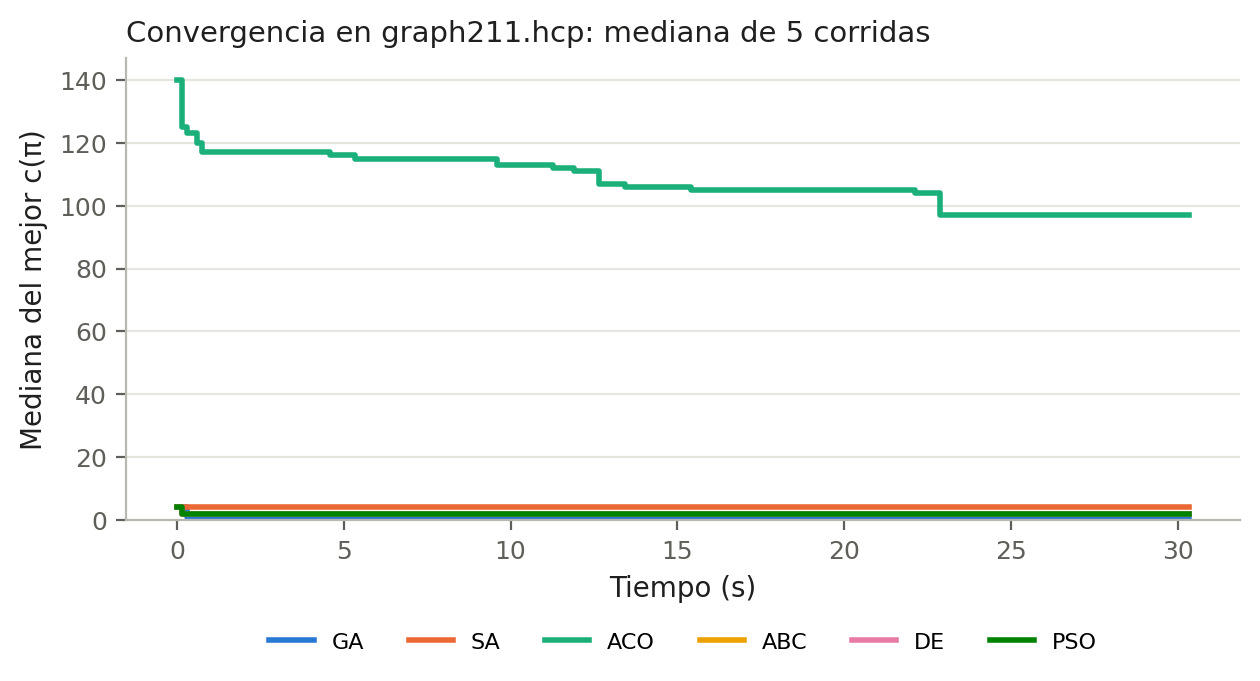 Convergencia en graph211.hcp: mediana de 5 corridas
Mediana del mejor c(π)
140
120
100
80
60
40
20
0
0 5 10 15 20 25 30
Tiempo (s)
GA SA ACO ABC DE PSO